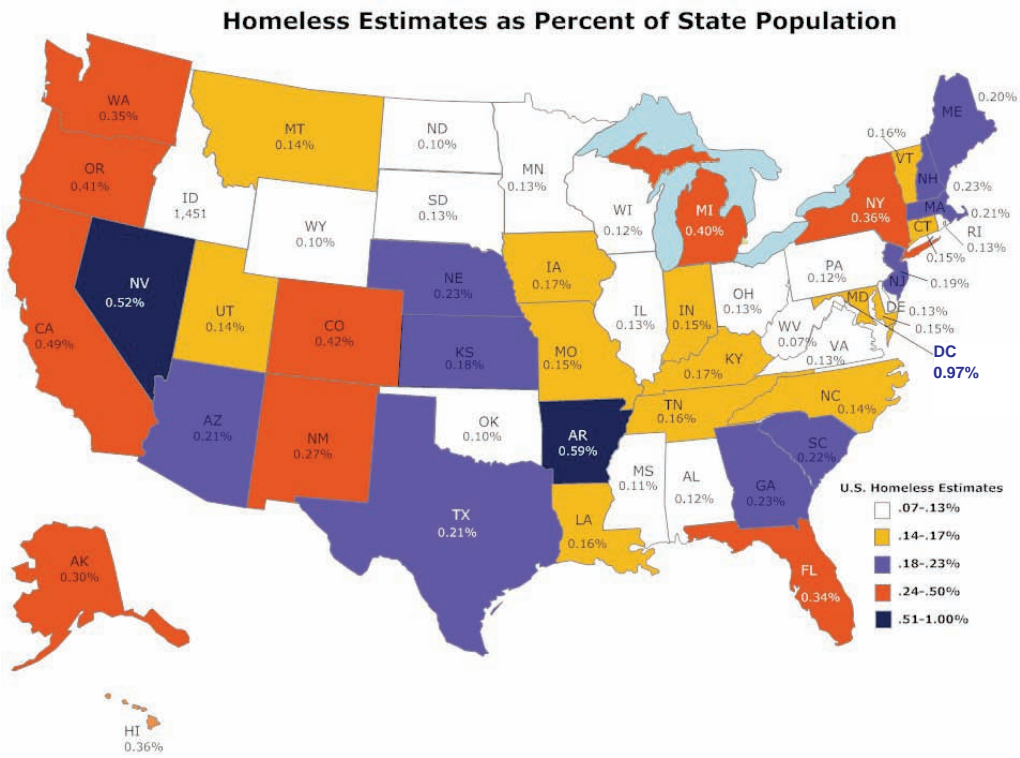 Homeless Estimates as Percent of State Population
WA
0.35%
OR
0.41%
CA
0.49%
NV
0.52%
ID
1,451
MT
0.14%
WY
0.10%
UT
0.14%
CO
0.42%
AZ
0.21%
NM
0.27%
ND
0.10%
SD
0.13%
NE
0.23%
KS
0.18%
OK
0.10%
TX
0.21%
MN
0.13%
IA
0.17%
MO
0.15%
AR
0.59%
LA
0.16%
WI
0.12%
IL
0.13%
MI
0.40%
IN
0.15%
OH
0.13%
KY
0.17%
TN
0.16%
MS
0.11%
AL
0.12%
GA
0.23%
FL
0.34%
SC
0.22%
NC
0.14%
VA
0.13%
WV
0.07%
PA
0.12%
NY
0.36%
VT
0.16%
NH
0.23%
ME
0.20%
MA
0.21%
RI
0.13%
CT
0.15%
NJ
0.19%
DE
0.13%
MD
0.15%
DC
0.97%
AK
0.30%
HI
0.36%
U.S. Homeless Estimates
.07-.13%
.14-.17%
.18-.23%
.24-.50%
.51-1.00%